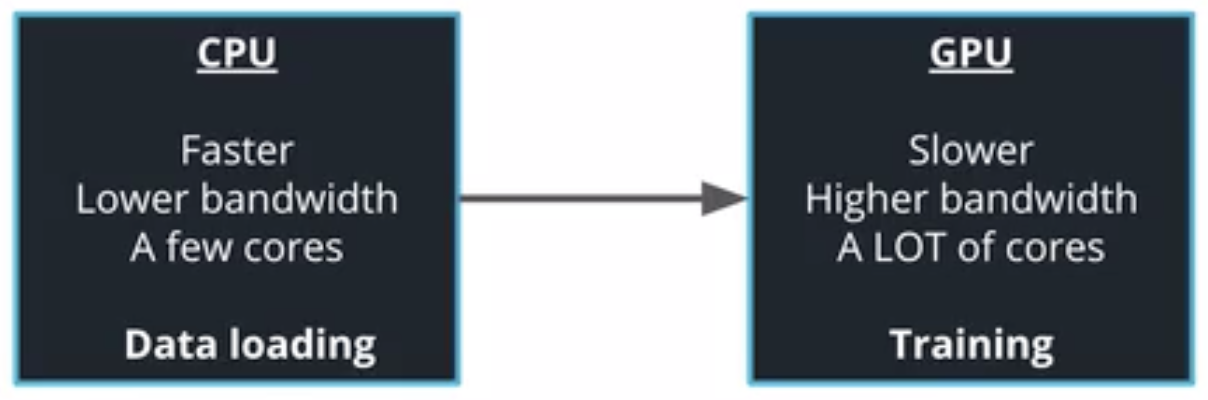 CPU
Faster
Lower bandwidth
A few cores
Data loading
GPU
Slower
Higher bandwidth
A LOT of cores
Training